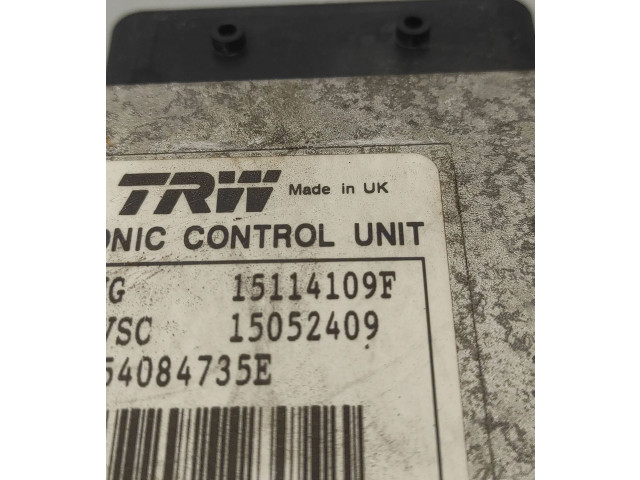 TRW Made in UK
ONIC CONTROL UNIT
G 15114109F
VSC 15052409
54084735E